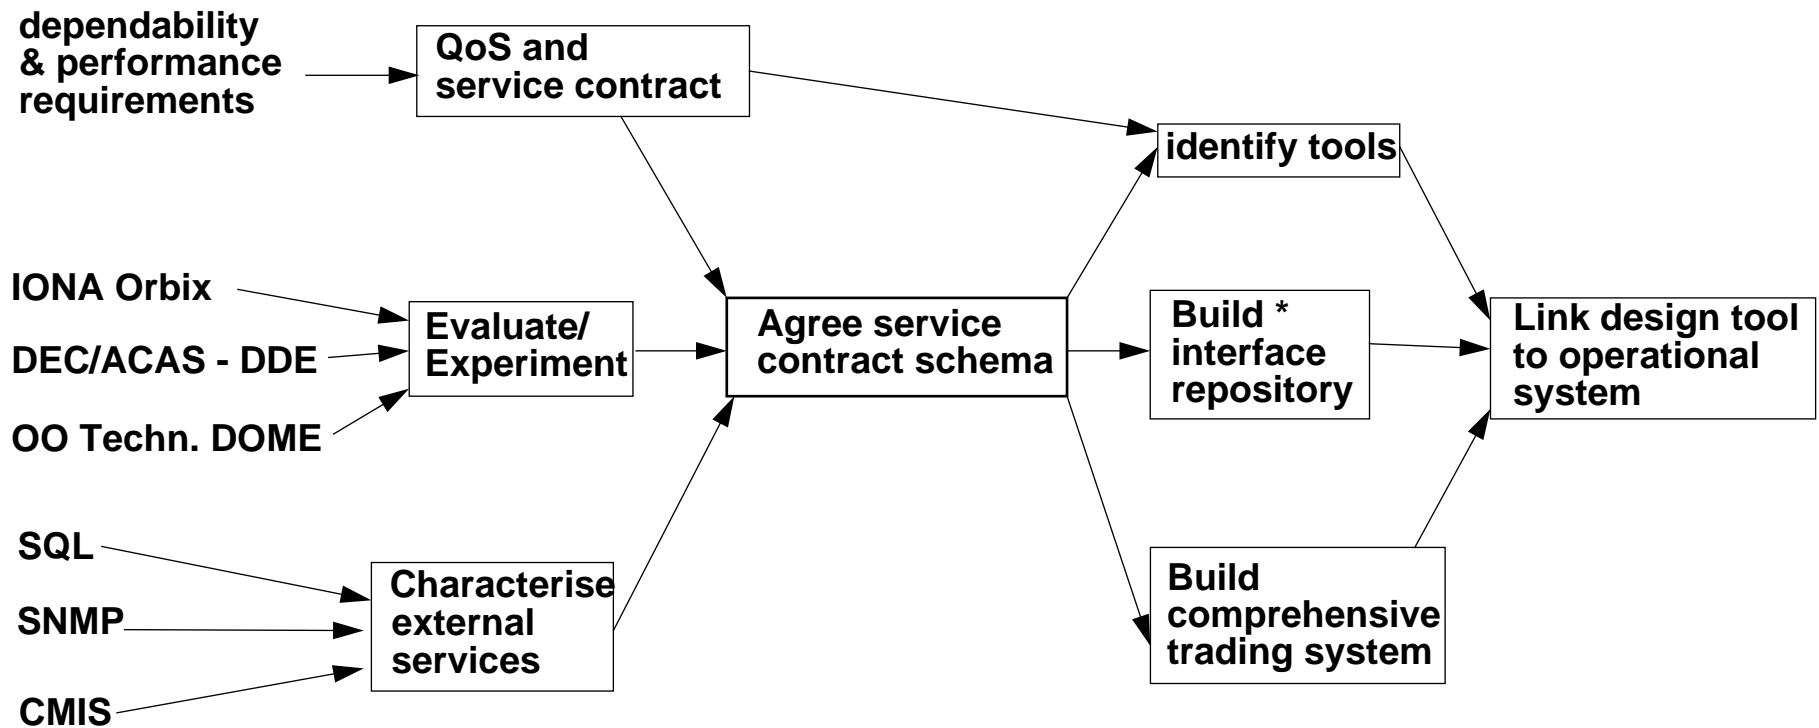 dependability
& performance
requirements
QoS and
service contract
identify tools
IONA Orbix
DEC/ACAS - DDE
OO Techn. DOME
Evaluate/
Experiment
Agree service
contract schema
Build *
interface
repository
Link design tool
to operational
system
SQL
SNMP
CMIS
Characterise
external
services
Build
comprehensive
trading system